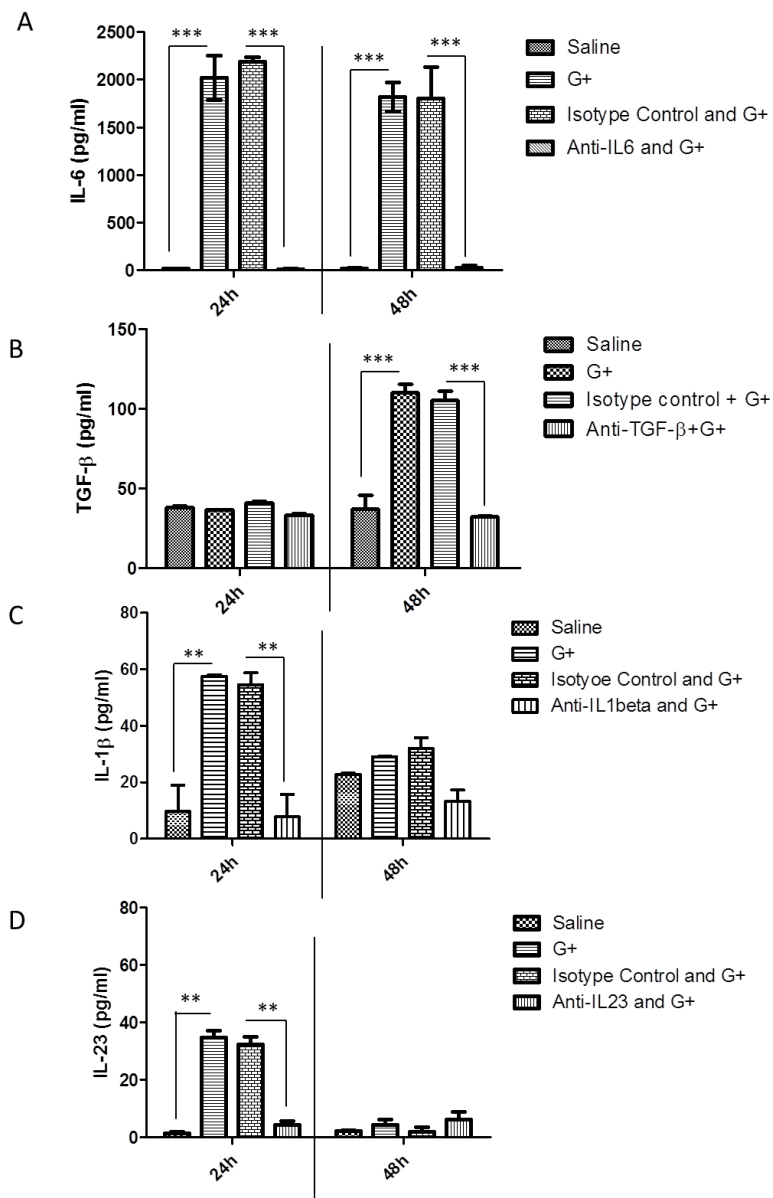 A
IL-6 (pg/ml)
2500
2000
1500
1000
500
0
*** ***
*** ***
24h
48h
Saline
G+
Isotype Control and G+
Anti-IL6 and G+
B
TGF-β (pg/ml)
150
100
50
0
*** ***
24h
48h
Saline
G+
Isotype control + G+
Anti-TGF-β+G+
C
IL-1β (pg/ml)
80
60
40
20
0
** **
24h
48h
Saline
G+
Isotyoe Control and G+
Anti-IL1beta and G+
D
IL-23 (pg/ml)
80
60
40
20
0
** **
24h
48h
Saline
G+
Isotype Control and G+
Anti-IL23 and G+